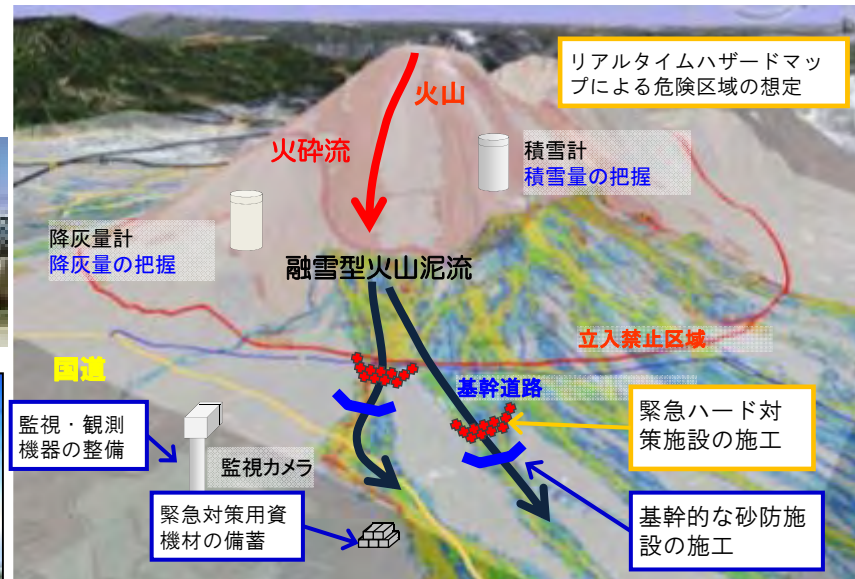 リアルタイムハザードマッ
プによる危険区域の想定
火山
火砕流
積雪計
積雪量の把握
降灰量計
降灰量の把握
融雪型火山泥流
立入禁止区域
国道
基幹道路
緊急ハード対
策施設の施工
監視・観測
機器の整備
監視カメラ
緊急対策用資
機材の備蓄
基幹的な砂防施
設の施工